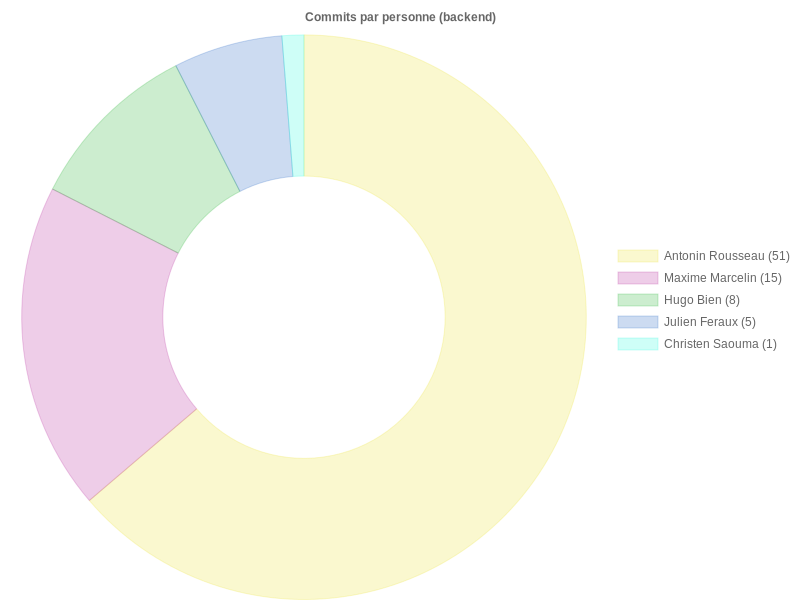 Commits par personne (backend)
Antonin Rousseau (51)
Maxime Marcelin (15)
Hugo Bien (8)
Julien Feraux (5)
Christen Saouma (1)